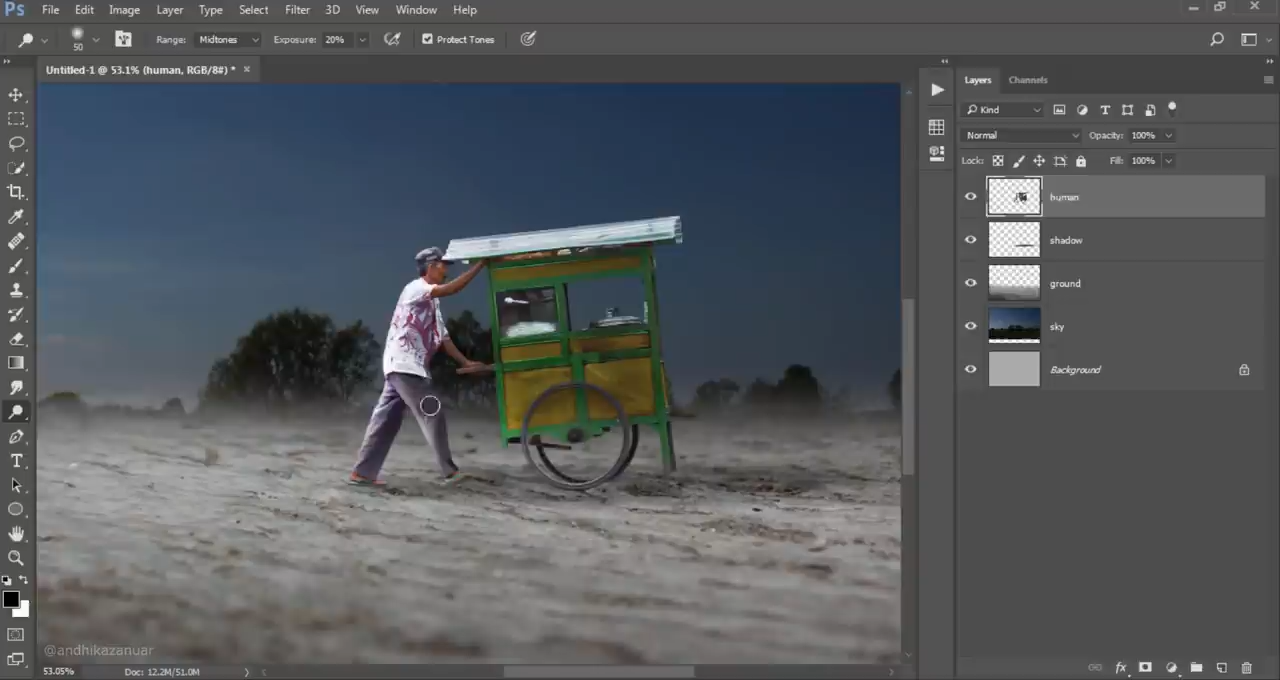 Ps File Edit Image Layer Type Select Filter 3D View Window Help
50 Range: Midtones Exposure: 20% Protect Tones
Untitled-1 @ 53.1% (human, RGB/8#) * ×
Layers Channels
Kind
Normal Opacity: 100%
Lock: Fill: 100%
human
shadow
ground
sky
Background
@andhikazanuar
53.05% Doc: 12.2M/51.0M